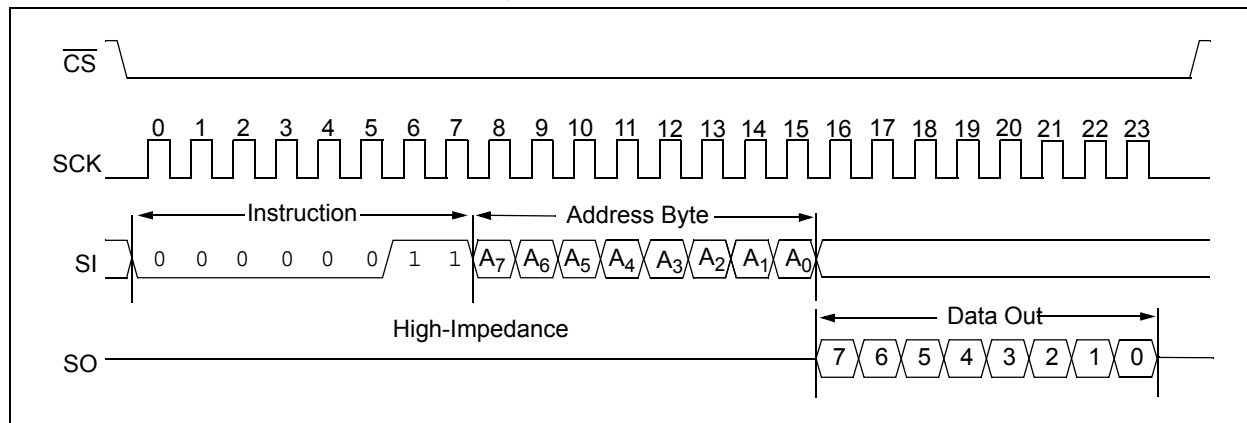 CS
0 1 2 3 4 5 6 7 8 9 10 11 12 13 14 15 16 17 18 19 20 21 22 23
SCK
Instruction Address Byte
SI 0 0 0 0 0 0 1 1 A7 A6 A5 A4 A3 A2 A1 A0
High-Impedance Data Out
SO 7 6 5 4 3 2 1 0